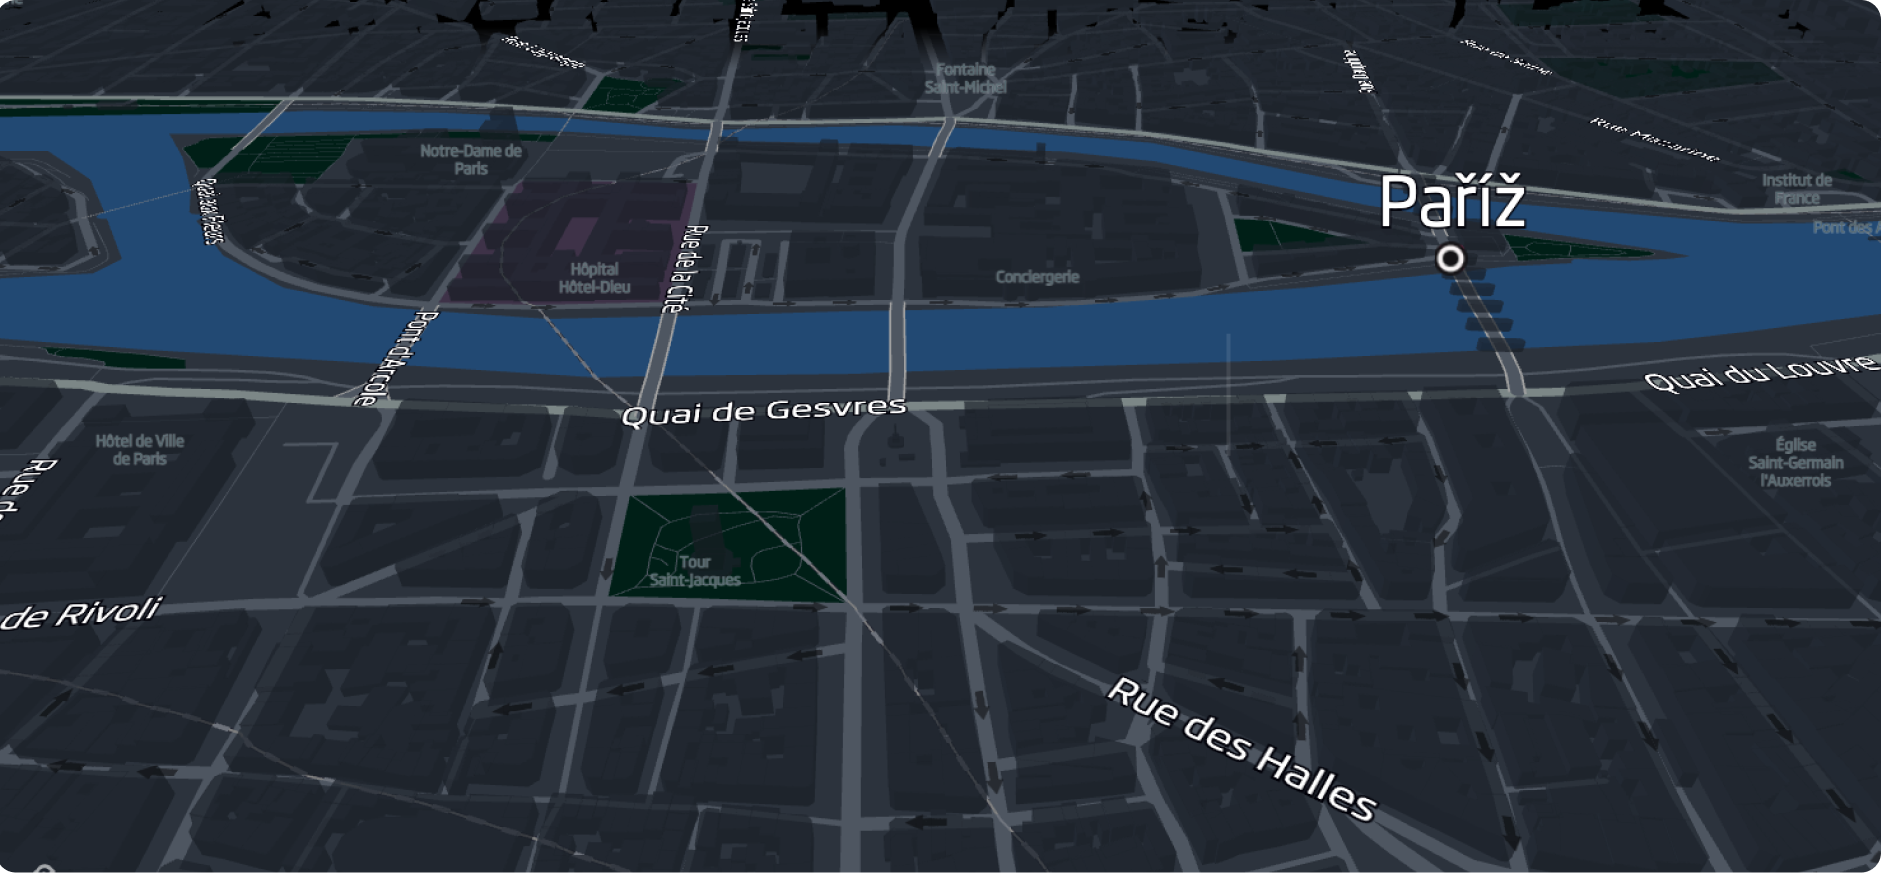 Fontaine
Saint-Michel
Rue Mazarine
Notre-Dame de
Paris
Paříž
Institut de
France
Pont des A
Rue de la Cité
Hôpital
Hôtel-Dieu
Conciergerie
Pont d'Arcole
Quai du Louvre
Quai de Gesvres
Hôtel de Ville
de Paris
Église
Saint-Germain
l'Auxerrois
Rue d
Tour
Saint-Jacques
de Rivoli
Rue des Halles